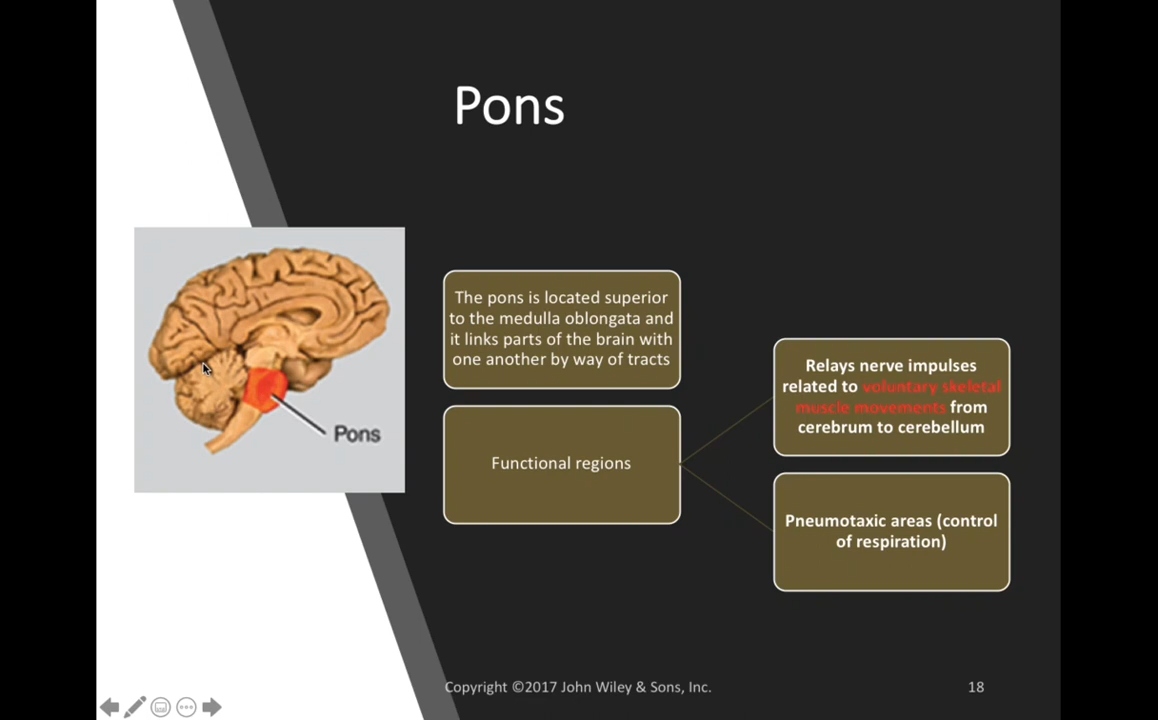 Pons
Pons
The pons is located superior
to the medulla oblongata and
it links parts of the brain with
one another by way of tracts
Functional regions
Relays nerve impulses
related to voluntary skeletal
muscle movements from
cerebrum to cerebellum
Pneumotaxic areas (control
of respiration)
Copyright ©2017 John Wiley & Sons, Inc.
18